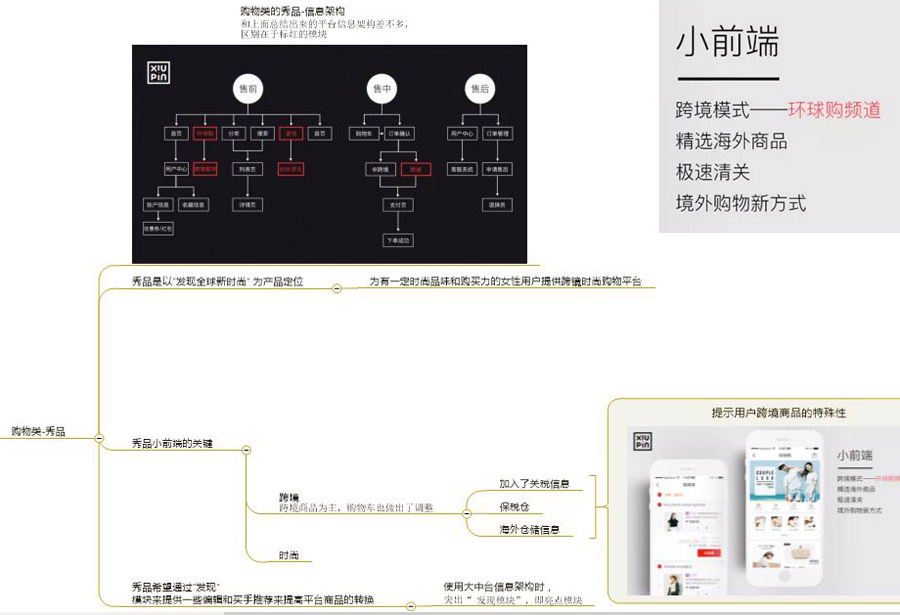 购物类的秀品-信息架构
和上面总结出来的平台信息架构差不多,
区别在于标红的模块
XIU
PIN
售前
售中
售后
首页
分类
搜索
发现
首页
购物车
订单确认
用户中心
订单管理
用户中心
跨境购物
列表页
时尚资讯
非跨境
跨境
客服系统
申请售后
账户信息
收藏信息
详情页
支付页
退换货
优惠券/红包
下单成功
小前端
跨境模式——环球购频道
精选海外商品
极速清关
境外购物新方式
秀品是以“发现全球新时尚” 为产品定位
为有一定时尚品味和购买力的女性用户提供跨镜时尚购物平台
购物类-秀品
秀品小前端的关键
跨境
跨境商品为主，购物车也做出了调整
加入了关税信息
保税仓
海外仓储信息
时尚
提示用户跨境商品的特殊性
XIU
PIN
COUPLE
LOOK
小前端
跨境模式——环球购
精选海外商品
极速清关
境外购物新方式
秀品希望通过“发现”
模块来提供一些编辑和买手推荐来提高平台商品的转换
使用大中台信息架构时，
突出“ 发现模块”，即亮点模块